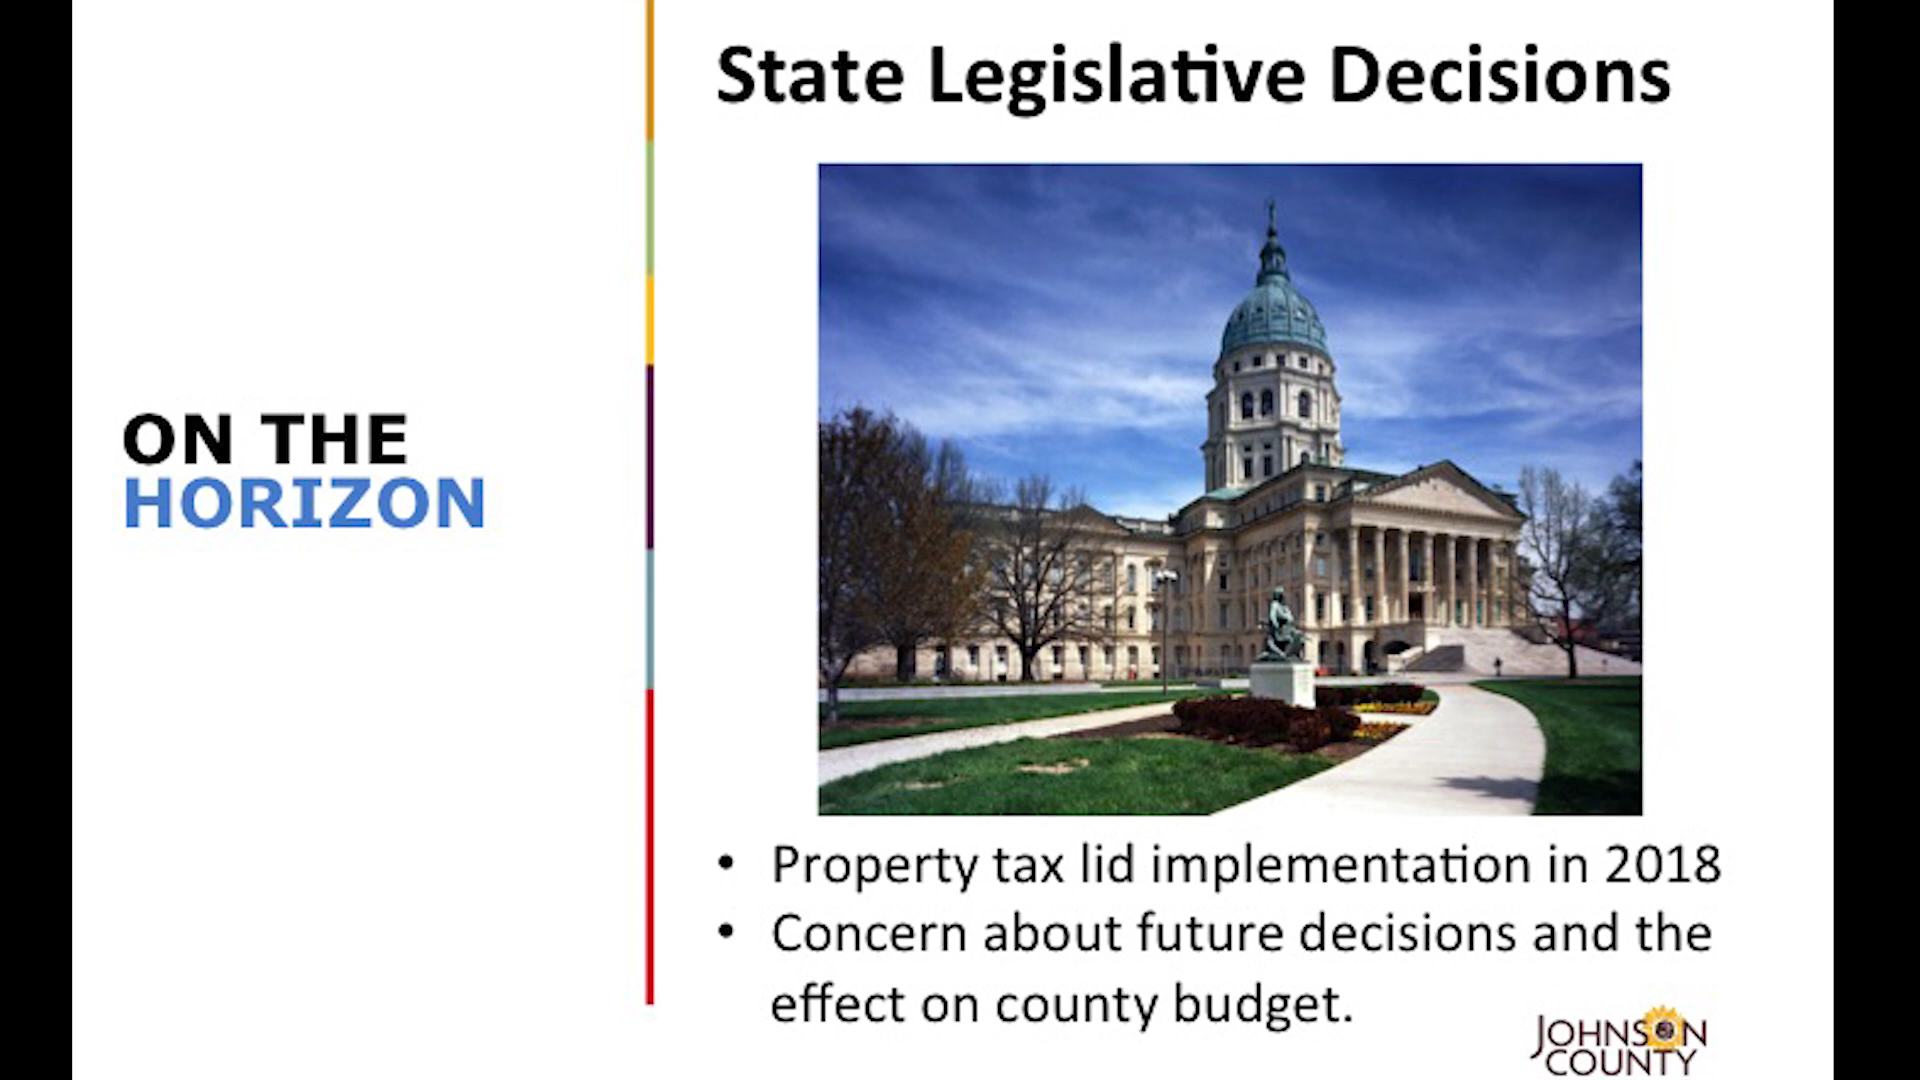 State Legislative Decisions
ON THE
HORIZON
• Property tax lid implementation in 2018
• Concern about future decisions and the
effect on county budget.
JOHNSON
COUNTY